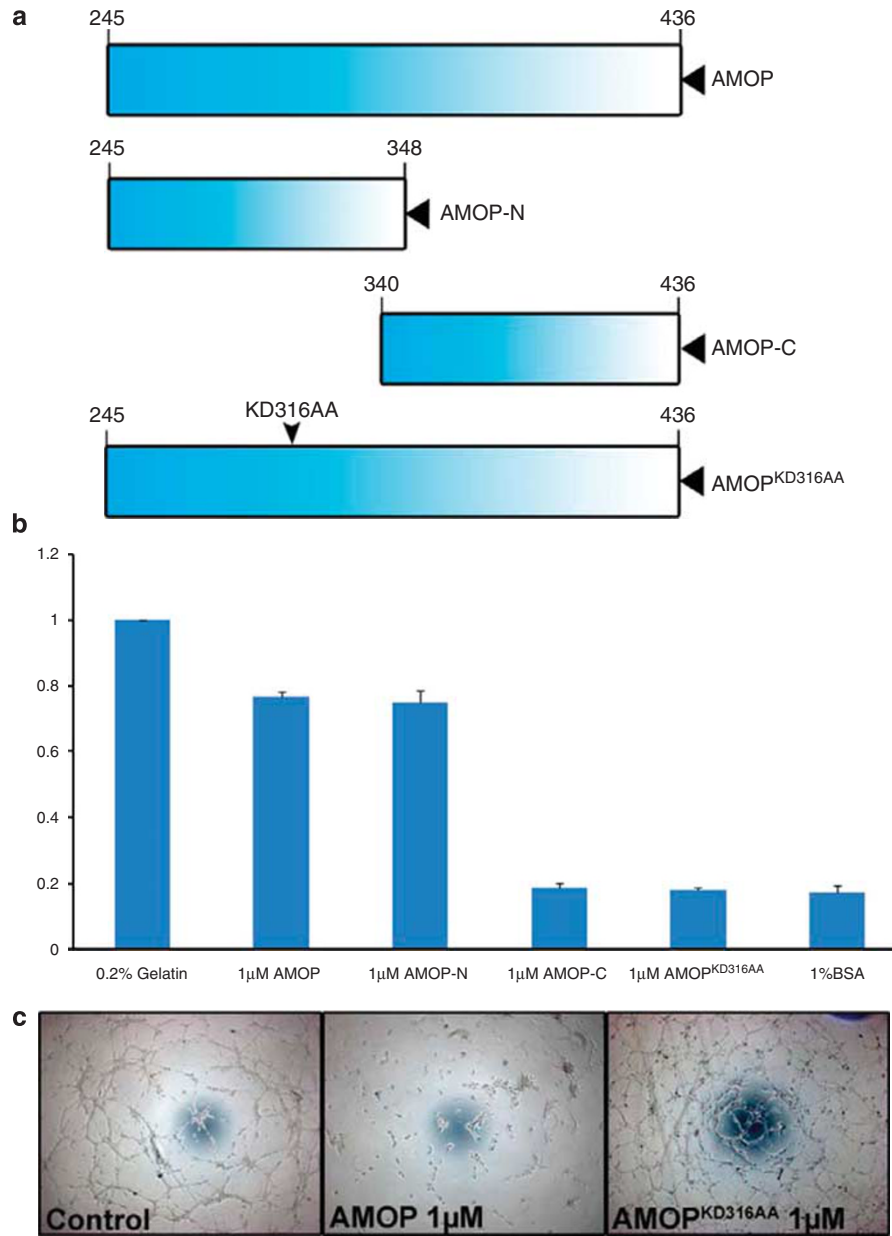 a
245 436
AMOP
245 348
AMOP-N
340 436
AMOP-C
KD316AA
245 436
AMOPKD316AA
b
1.2
1
0.8
0.6
0.4
0.2
0
0.2% Gelatin 1μM AMOP 1μM AMOP-N 1μM AMOP-C 1μM AMOPKD316AA 1%BSA
c
Control AMOP 1μM AMOPKD316AA 1μM